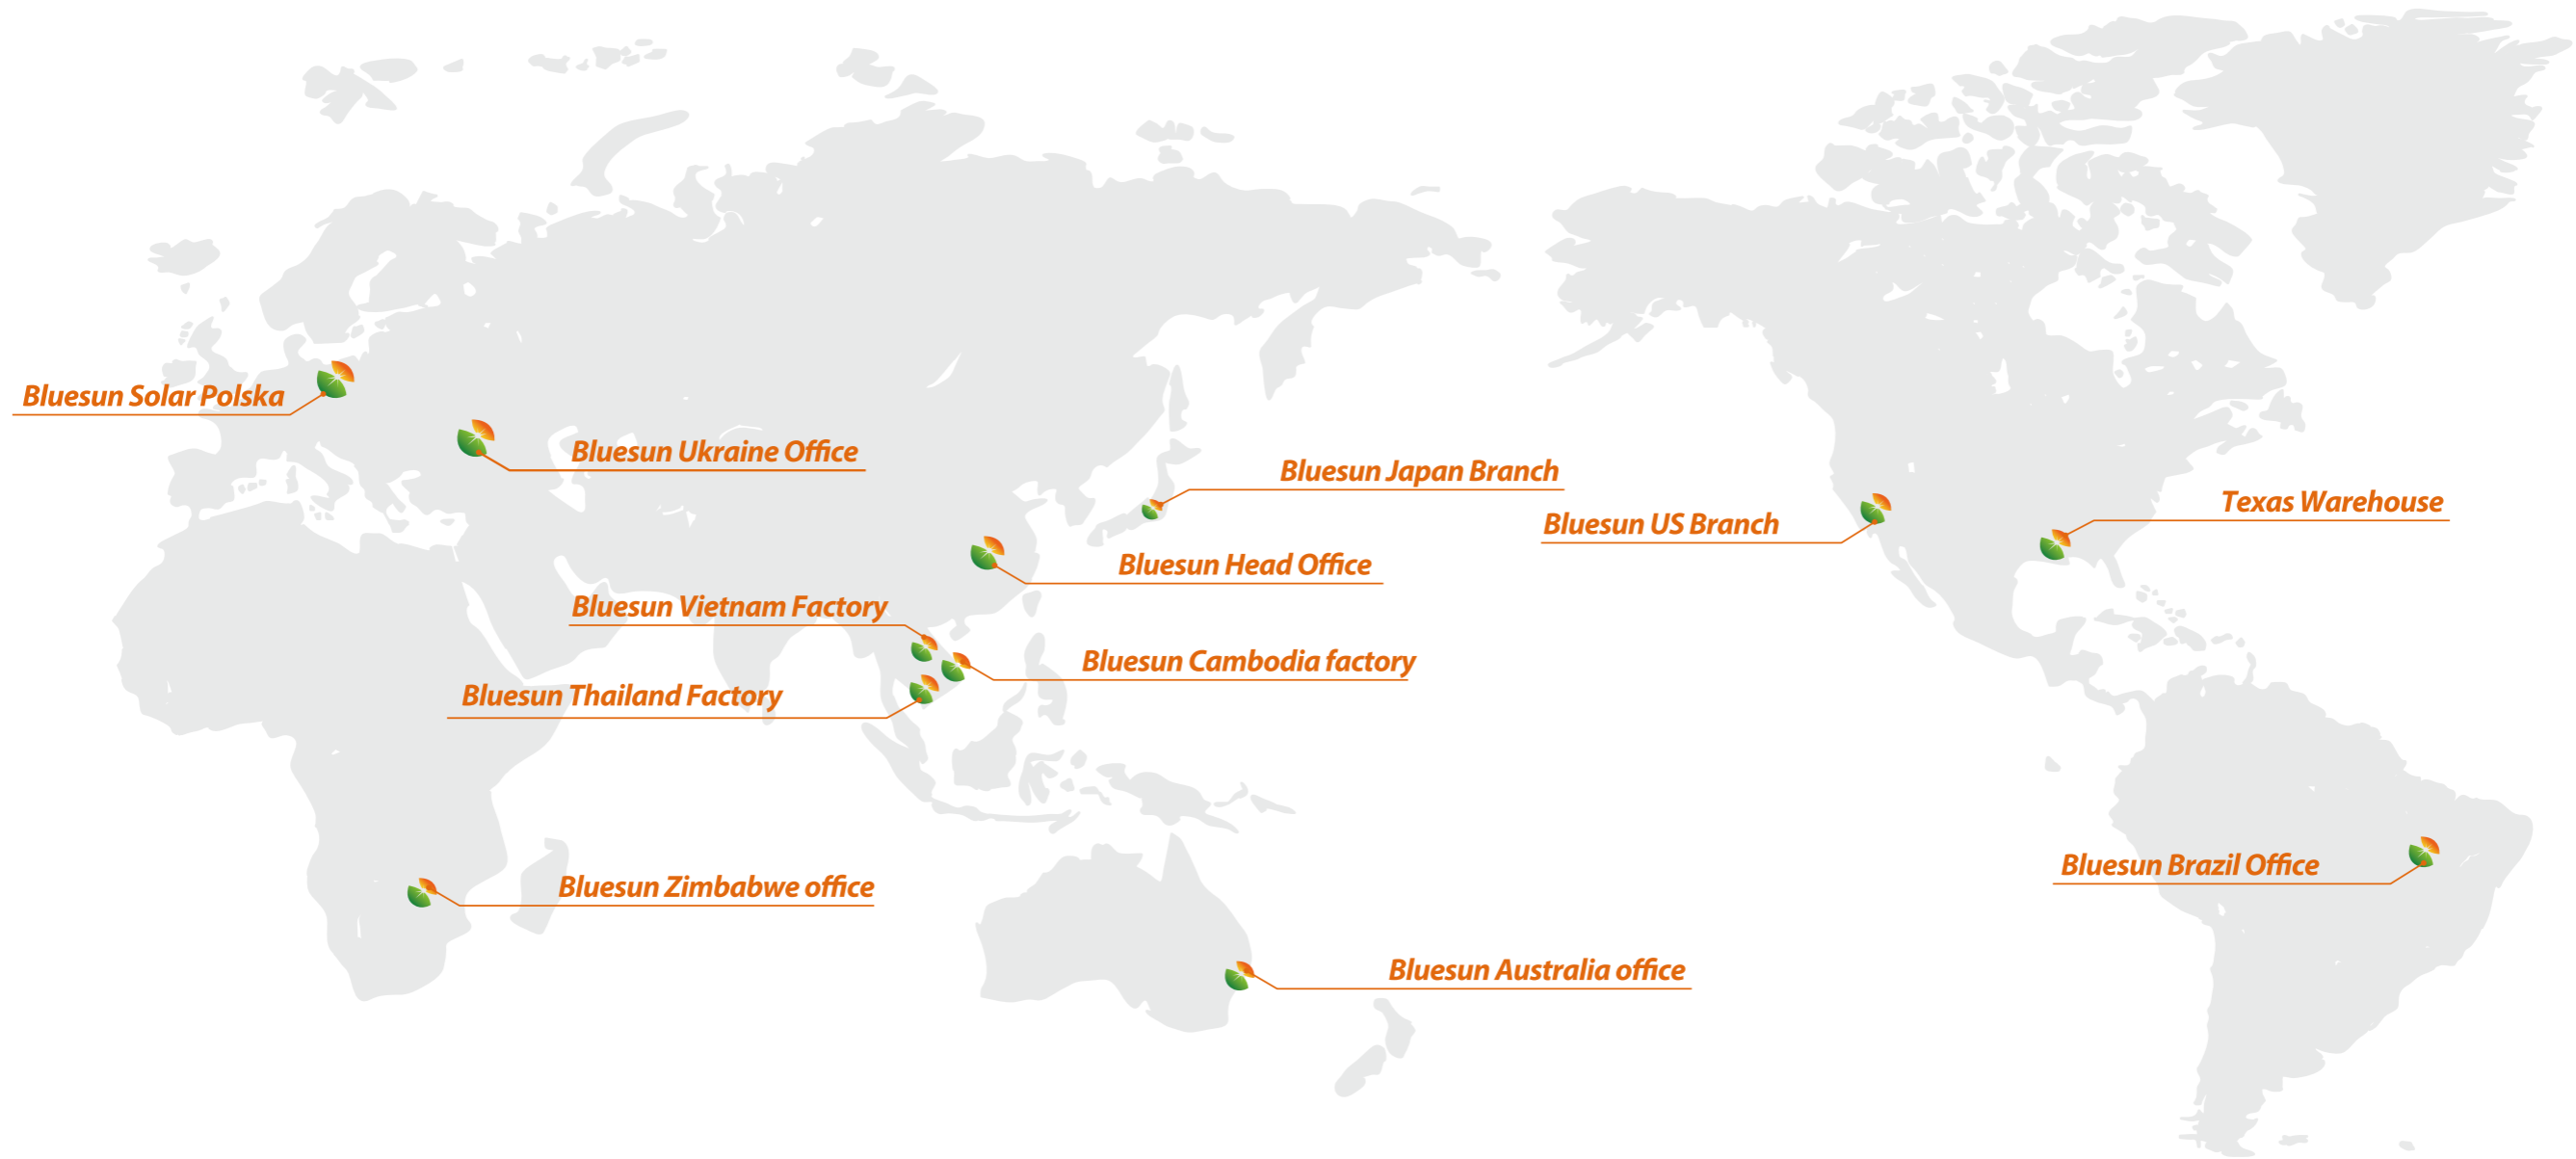 Bluesun Solar Polska
Bluesun Ukraine Office
Bluesun Japan Branch
Texas Warehouse
Bluesun US Branch
Bluesun Head Office
Bluesun Vietnam Factory
Bluesun Cambodia factory
Bluesun Thailand Factory
Bluesun Brazil Office
Bluesun Zimbabwe office
Bluesun Australia office